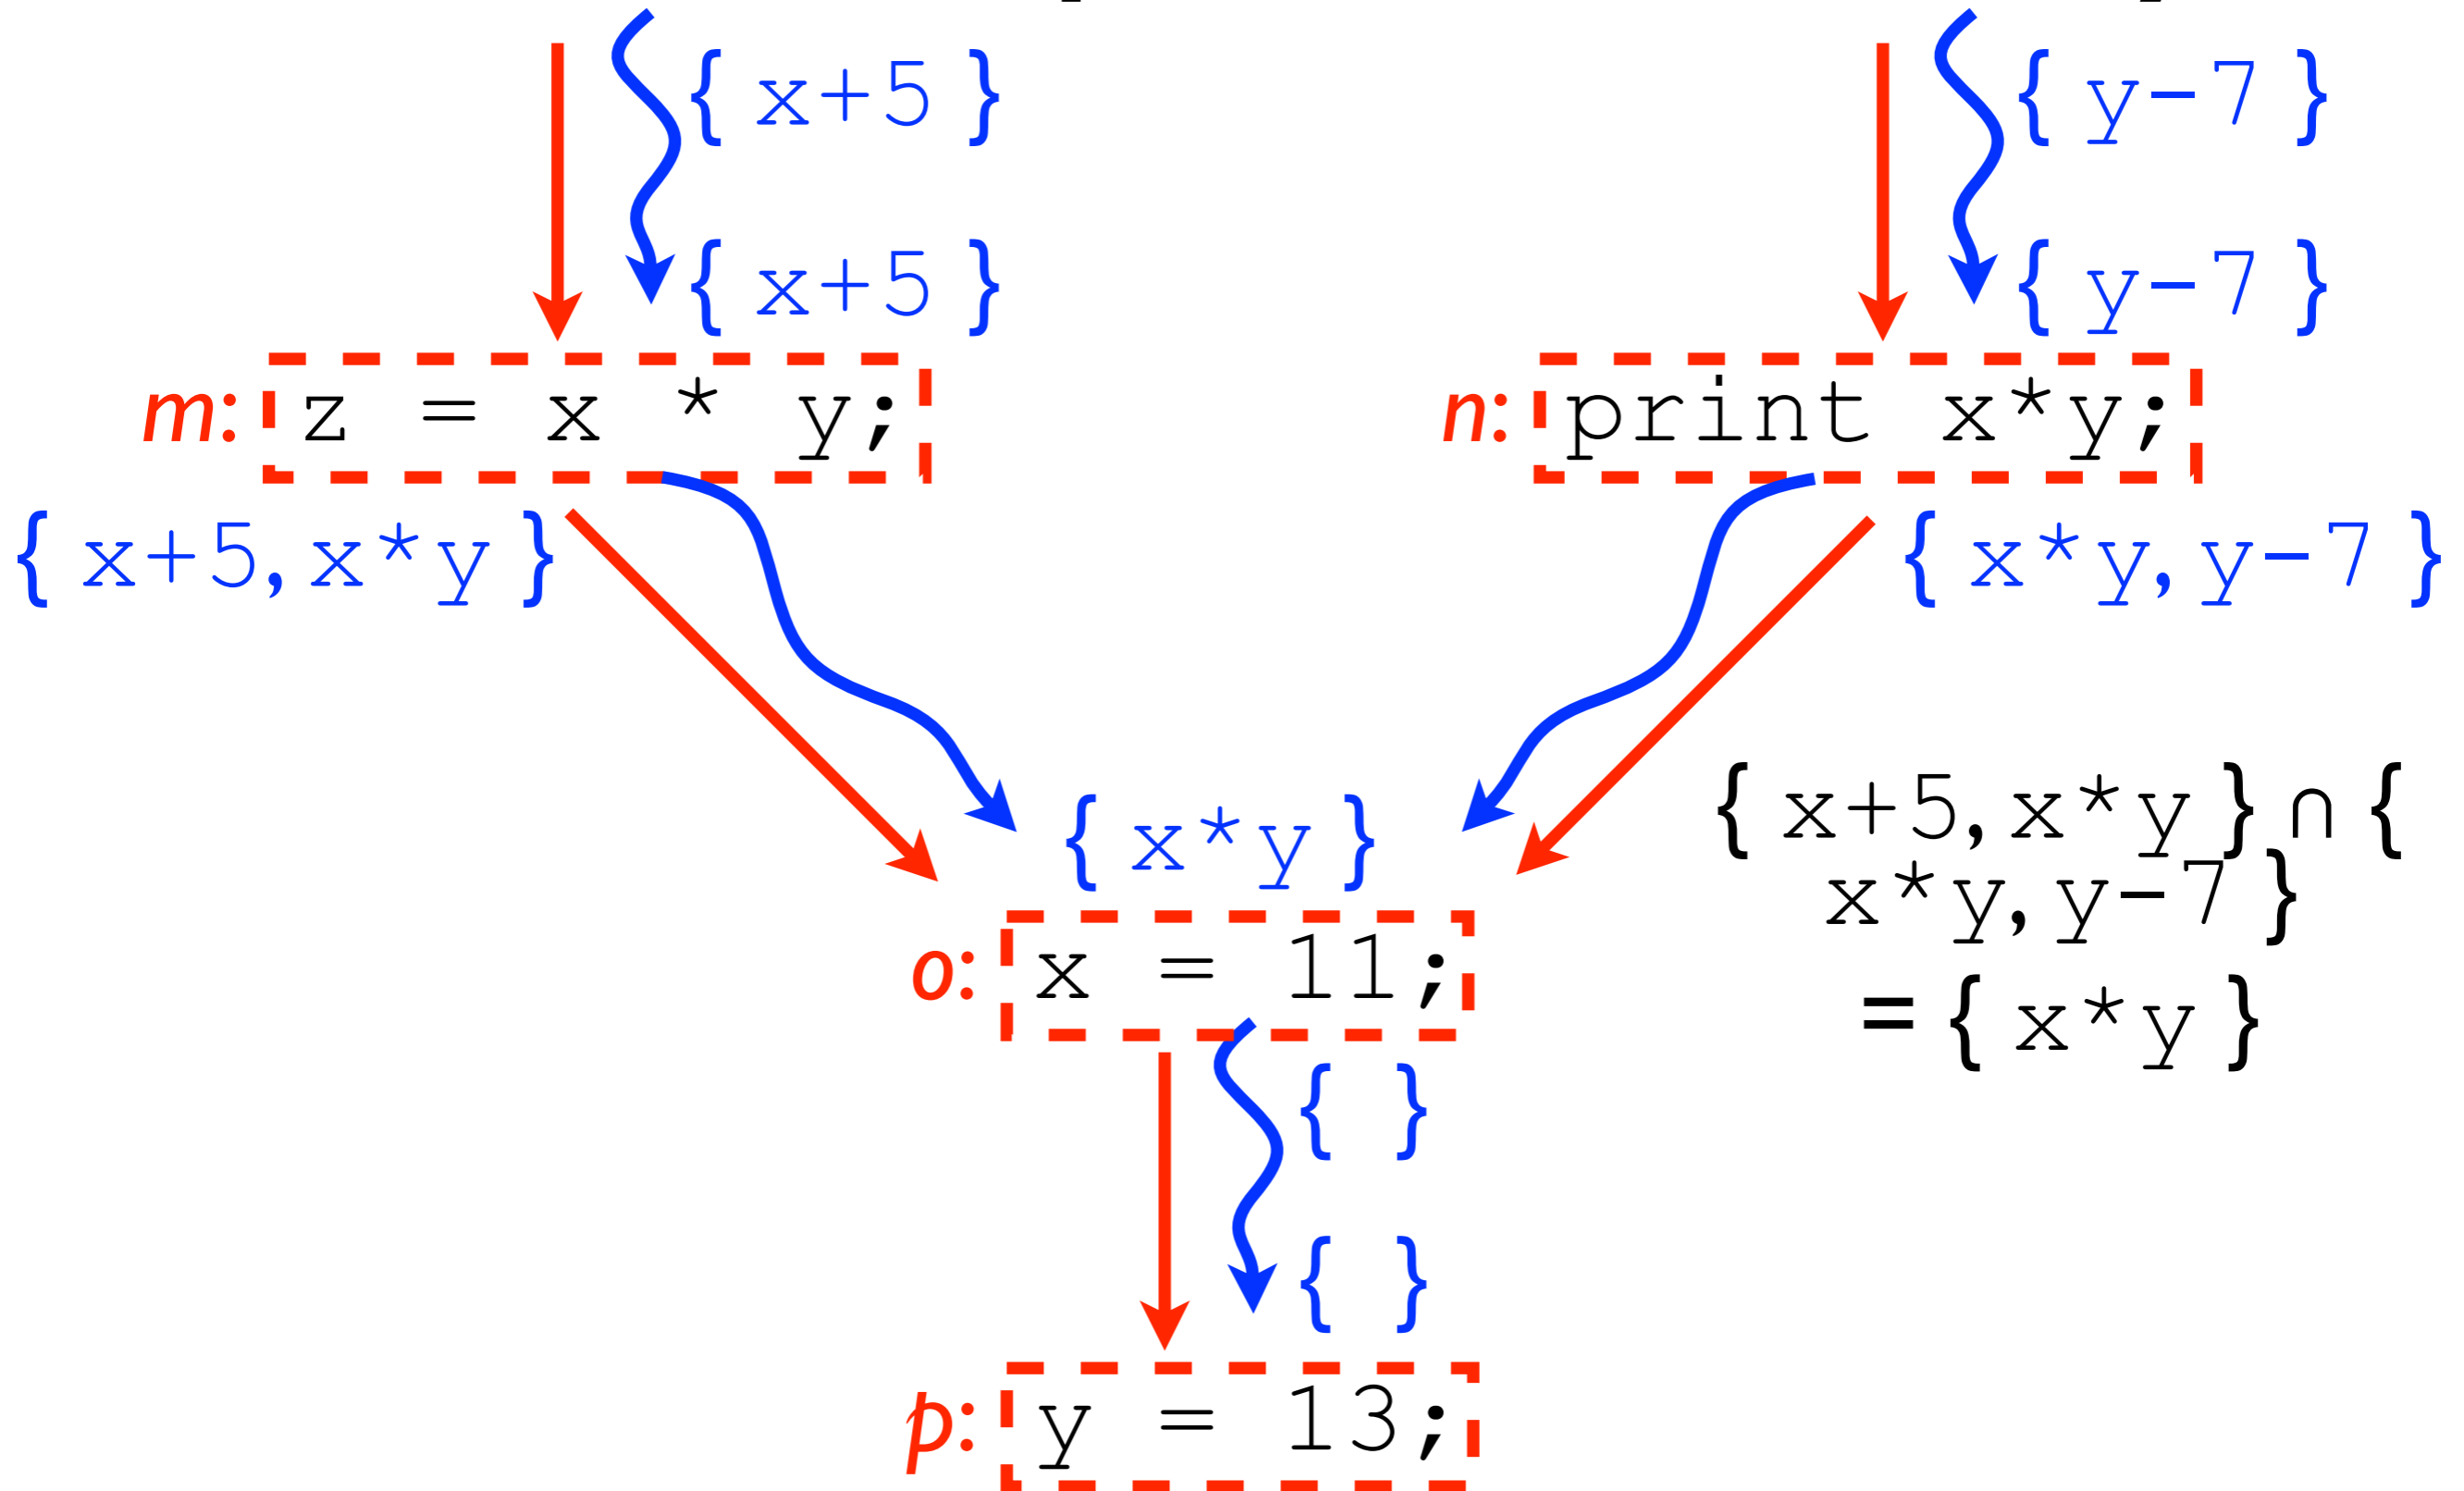 { x+5 }
{ y-7 }
{ x+5 }
{ y-7 }
m: z = x * y;
n: print x*y;
{ x+5,x*y }
{ x*y,y-7 }
{ x*y }
{ x+5,x*y } ∩ {
x*y,y-7 }
= { x*y }
o: x = 11;
{ }
{ }
p: y = 13;